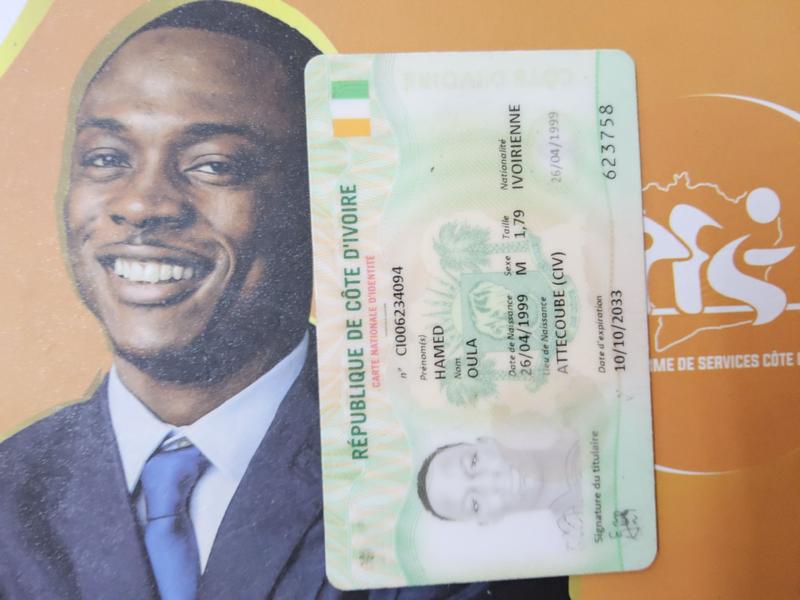 CÔTE D'IVOIRE
RÉPUBLIQUE DE CÔTE D'IVOIRE
CARTE NATIONALE D'IDENTITÉ
n° CI006234094
Prénom(s)
HAMED
Nom
OULA
Date de Naissance Sexe Taille Nationalité
26/04/1999 M 1,79 IVOIRIENNE
Lieu de Naissance
ATTECOUBE (CIV)
26/04/1999
Date d'expiration
10/10/2033
623758
Signature du titulaire
DE SERVICES CÔTE